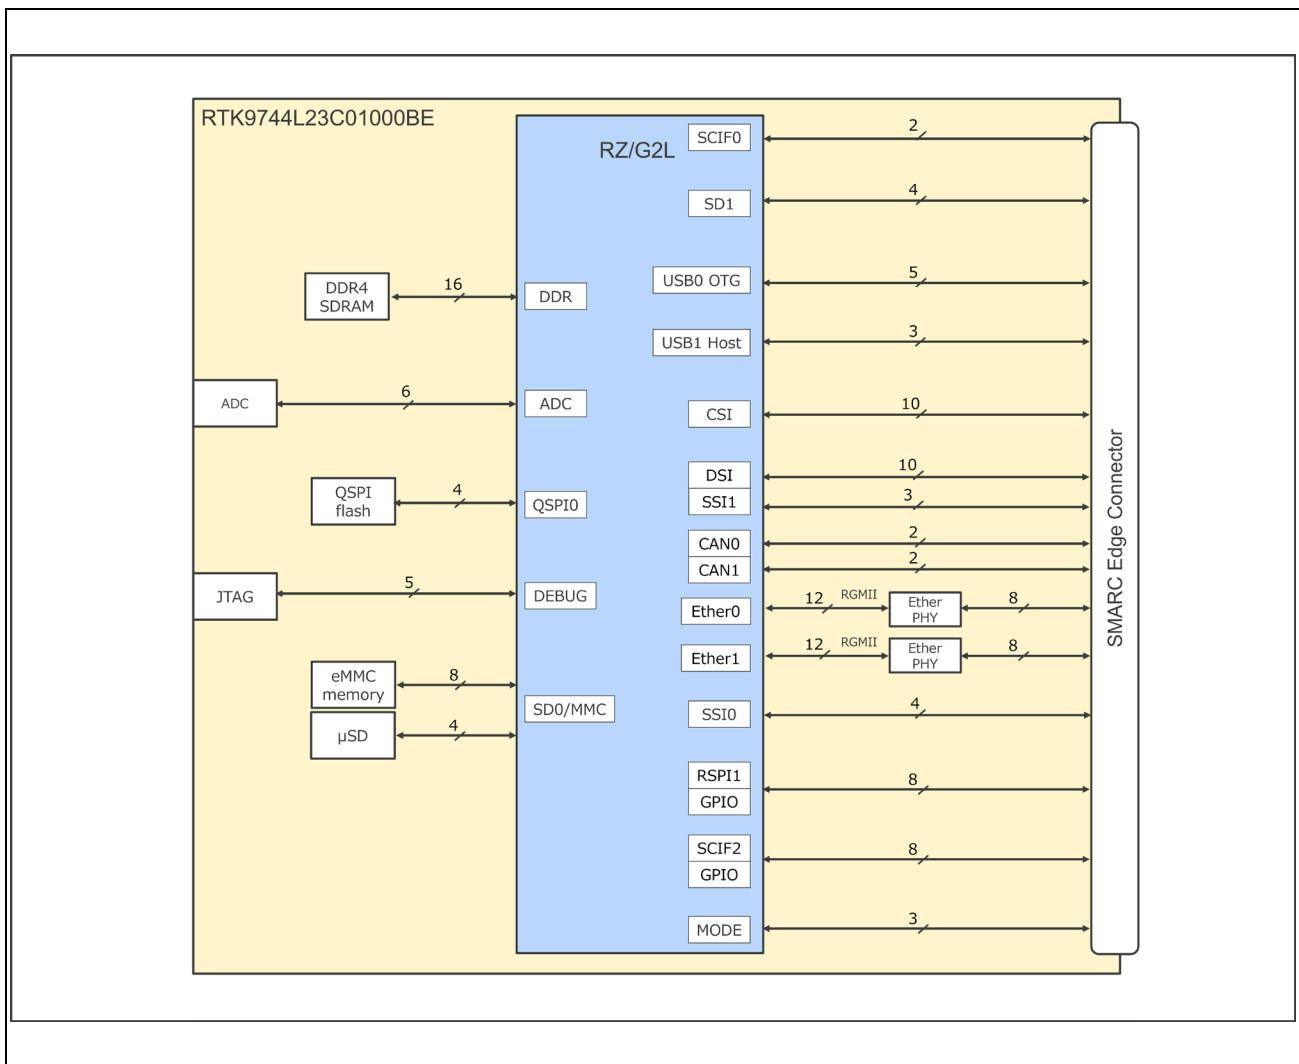 RTK9744L23C01000BE
RZ/G2L
SCIF0
2
SD1
4
USB0 OTG
5
DDR4
SDRAM
16
DDR
USB1 Host
3
ADC
6
ADC
CSI
10
DSI
10
SSI1
3
QSPI
flash
4
QSPI0
CAN0
2
CAN1
2
JTAG
5
DEBUG
Ether0
12
RGMII
Ether
PHY
8
Ether1
12
RGMII
Ether
PHY
8
eMMC
memory
8
SD0/MMC
µSD
4
SSI0
4
RSPI1
GPIO
8
SCIF2
GPIO
8
MODE
3
SMARC Edge Connector